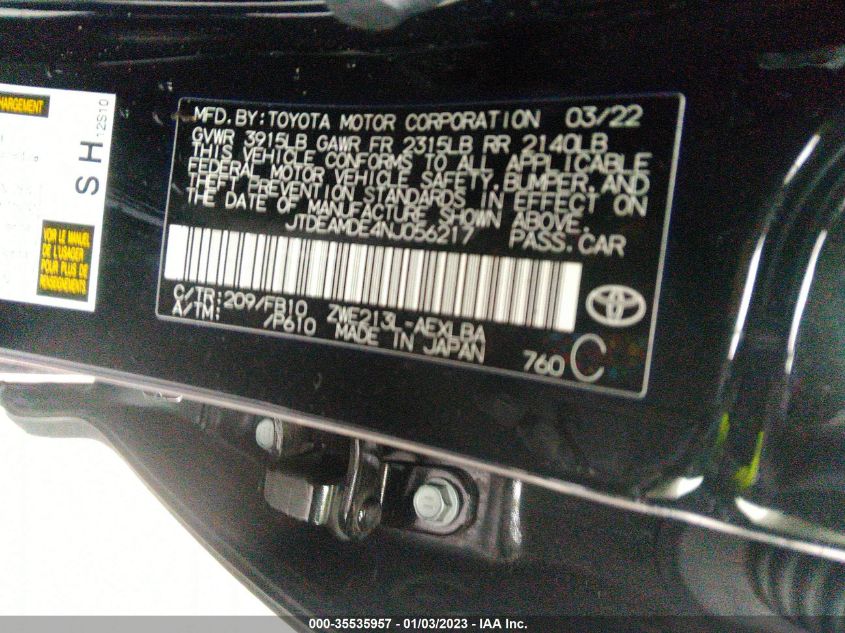 HARGEMENT
SH 12S10
VOIR LE MANUEL
DE L'USAGER
POUR PLUS DE
RENSEIGNEMENTS
MFD. BY: TOYOTA MOTOR CORPORATION 03/22
GVWR 3915LB GAWR FR 2315LB RR 2140LB
THIS VEHICLE CONFORMS TO ALL APPLICABLE
FEDERAL MOTOR VEHICLE SAFETY, BUMPER, AND
THEFT PREVENTION STANDARDS IN EFFECT ON
THE DATE OF MANUFACTURE SHOWN ABOVE.
JTDEAMDE4NJ056217 PASS. CAR
C/TR: 209/FB10 ZWE213L-AEXLBA
A/TM: /P610 MADE IN JAPAN 760 C
000-35535957 - 01/03/2023 - IAA Inc.